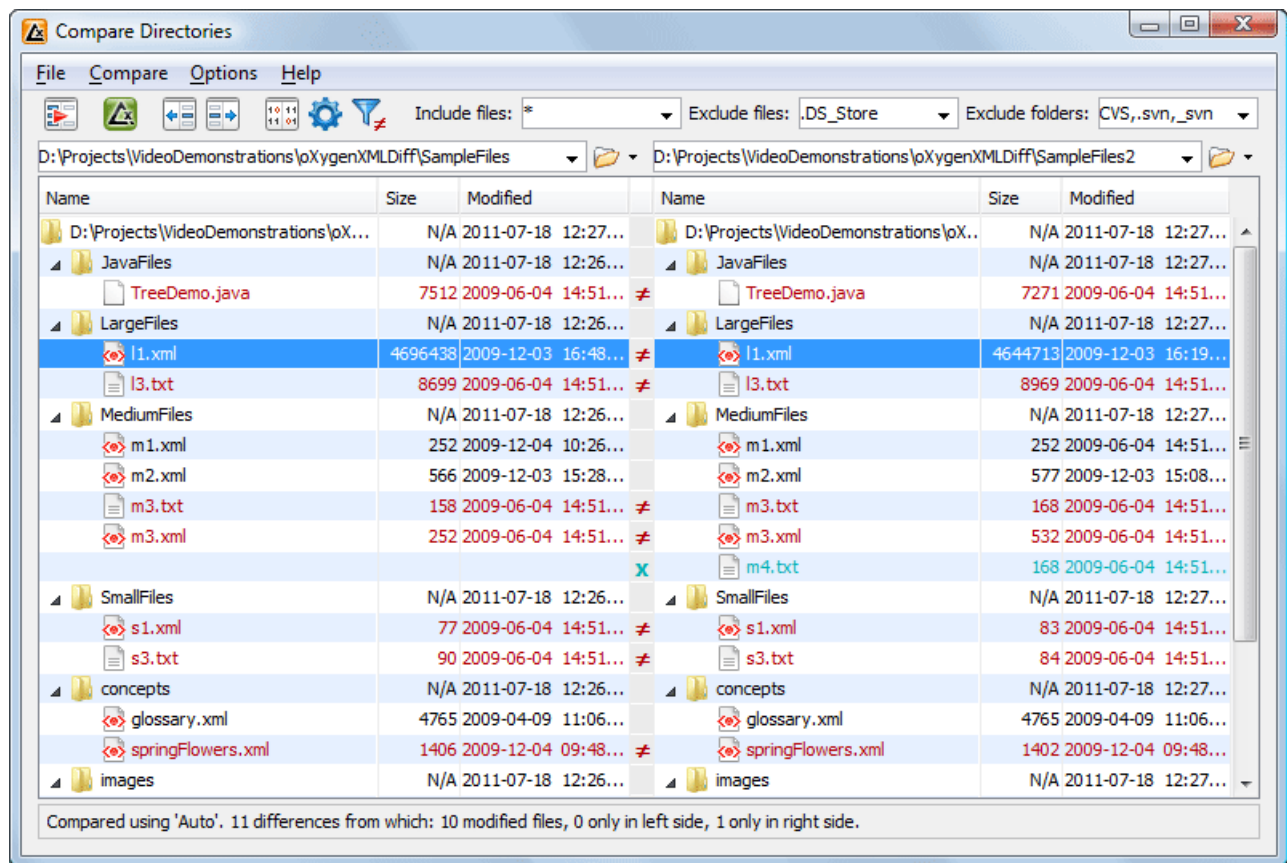 Compare Directories
File Compare Options Help
Include files: * Exclude files: .DS_Store Exclude folders: CVS,.svn,_svn
D:\Projects\VideoDemonstrations\oXygenXMLDiff\SampleFiles D:\Projects\VideoDemonstrations\oXygenXMLDiff\SampleFiles2
Name Size Modified Name Size Modified
D:\Projects\VideoDemonstrations\oX... N/A 2011-07-18 12:27... D:\Projects\VideoDemonstrations\oX.. N/A 2011-07-18 12:27...
JavaFiles N/A 2011-07-18 12:26... JavaFiles N/A 2011-07-18 12:27...
TreeDemo.java 7512 2009-06-04 14:51... ≠ TreeDemo.java 7271 2009-06-04 14:51...
LargeFiles N/A 2011-07-18 12:26... LargeFiles N/A 2011-07-18 12:27...
l1.xml 4696438 2009-12-03 16:48... ≠ l1.xml 4644713 2009-12-03 16:19...
l3.txt 8699 2009-06-04 14:51... ≠ l3.txt 8969 2009-06-04 14:51...
MediumFiles N/A 2011-07-18 12:26... MediumFiles N/A 2011-07-18 12:27...
m1.xml 252 2009-12-04 10:26... m1.xml 252 2009-06-04 14:51...
m2.xml 566 2009-12-03 15:28... m2.xml 577 2009-12-03 15:08...
m3.txt 158 2009-06-04 14:51... ≠ m3.txt 168 2009-06-04 14:51...
m3.xml 252 2009-06-04 14:51... ≠ m3.xml 532 2009-06-04 14:51...
x m4.txt 168 2009-06-04 14:51...
SmallFiles N/A 2011-07-18 12:26... SmallFiles N/A 2011-07-18 12:27...
s1.xml 77 2009-06-04 14:51... ≠ s1.xml 83 2009-06-04 14:51...
s3.txt 90 2009-06-04 14:51... ≠ s3.txt 84 2009-06-04 14:51...
concepts N/A 2011-07-18 12:26... concepts N/A 2011-07-18 12:27...
glossary.xml 4765 2009-04-09 11:06... glossary.xml 4765 2009-04-09 11:06...
springFlowers.xml 1406 2009-12-04 09:48... ≠ springFlowers.xml 1402 2009-12-04 09:48...
images N/A 2011-07-18 12:26... images N/A 2011-07-18 12:27...
Compared using 'Auto'. 11 differences from which: 10 modified files, 0 only in left side, 1 only in right side.